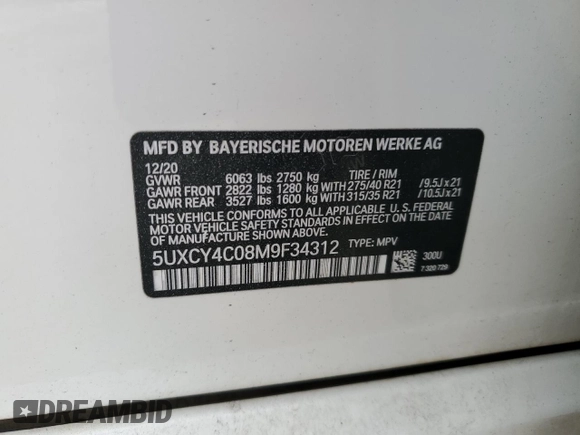 MFD BY BAYERISCHE MOTOREN WERKE AG
12/20
GVWR 6063 lbs 2750 kg TIRE / RIM
GAWR FRONT 2822 lbs 1280 kg WITH 275/40 R21 /9.5J x 21
GAWR REAR 3527 lbs 1600 kg WITH 315/35 R21 /10.5J x 21
THIS VEHICLE CONFORMS TO ALL APPLICABLE U. S. FEDERAL
MOTOR VEHICLE SAFETY STANDARDS IN EFFECT ON THE
DATE OF MANUFACTURE SHOWN ABOVE.
5UXCY4C08M9F34312 TYPE: MPV
300U
7 320 729
DREAMBID